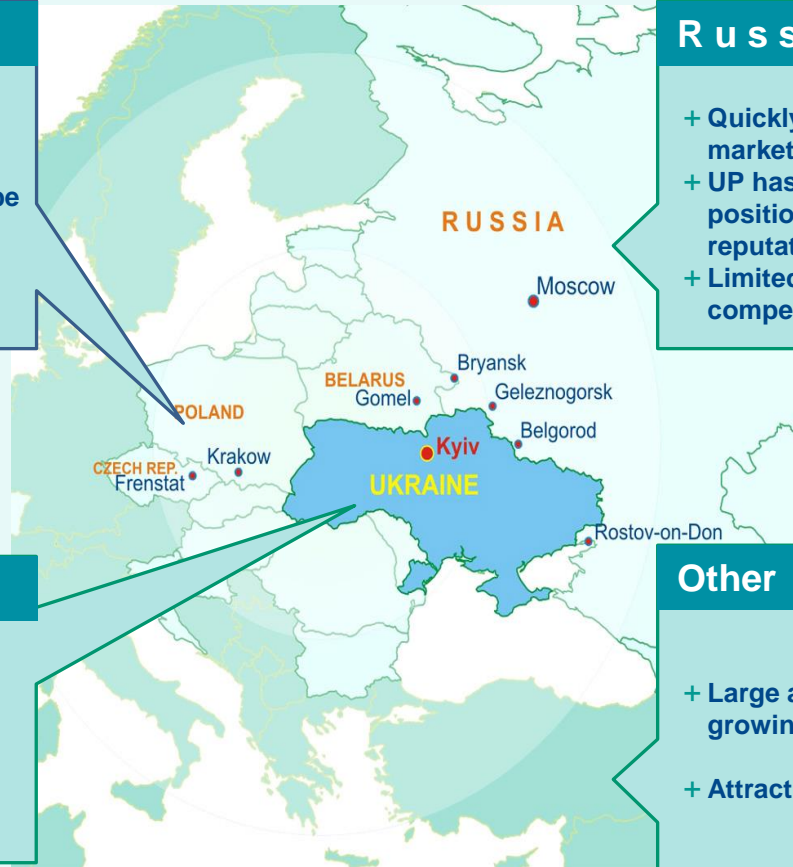 Russ
+ Quickly
market
+ UP has
positio
reputat
+ Limited
compe
RUSSIA
Moscow
Bryansk
BELARUS
Gomel
Geleznogorsk
POLAND
Belgorod
Kyiv
Krakow
CZECH REP.
Frenstat
UKRAINE
Rostov-on-Don
Other
+ Large a
growin
+ Attract